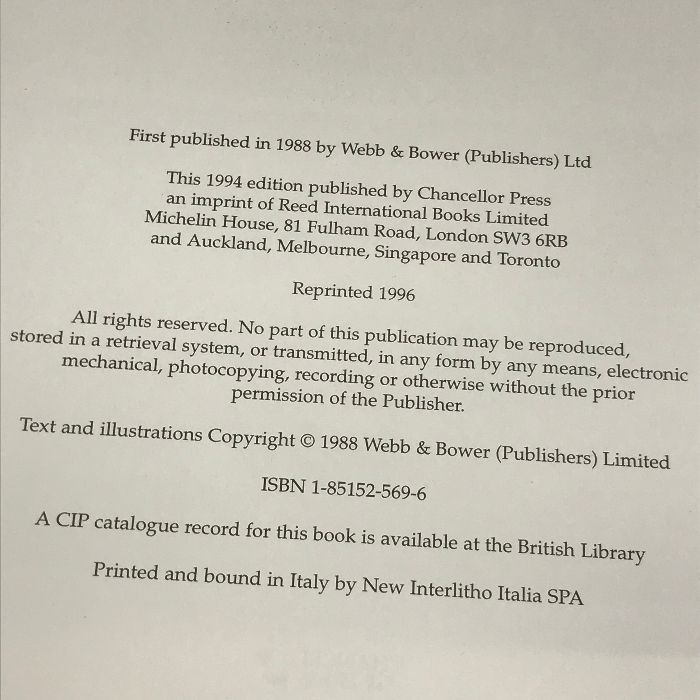 First published in 1988 by Webb & Bower (Publishers) Ltd
This 1994 edition published by Chancellor Press
an imprint of Reed International Books Limited
Michelin House, 81 Fulham Road, London SW3 6RB
and Auckland, Melbourne, Singapore and Toronto
Reprinted 1996
All rights reserved. No part of this publication may be reproduced,
stored in a retrieval system, or transmitted, in any form by any means, electronic
mechanical, photocopying, recording or otherwise without the prior
permission of the Publisher.
Text and illustrations Copyright © 1988 Webb & Bower (Publishers) Limited
ISBN 1-85152-569-6
A CIP catalogue record for this book is available at the British Library
Printed and bound in Italy by New Interlitho Italia SPA